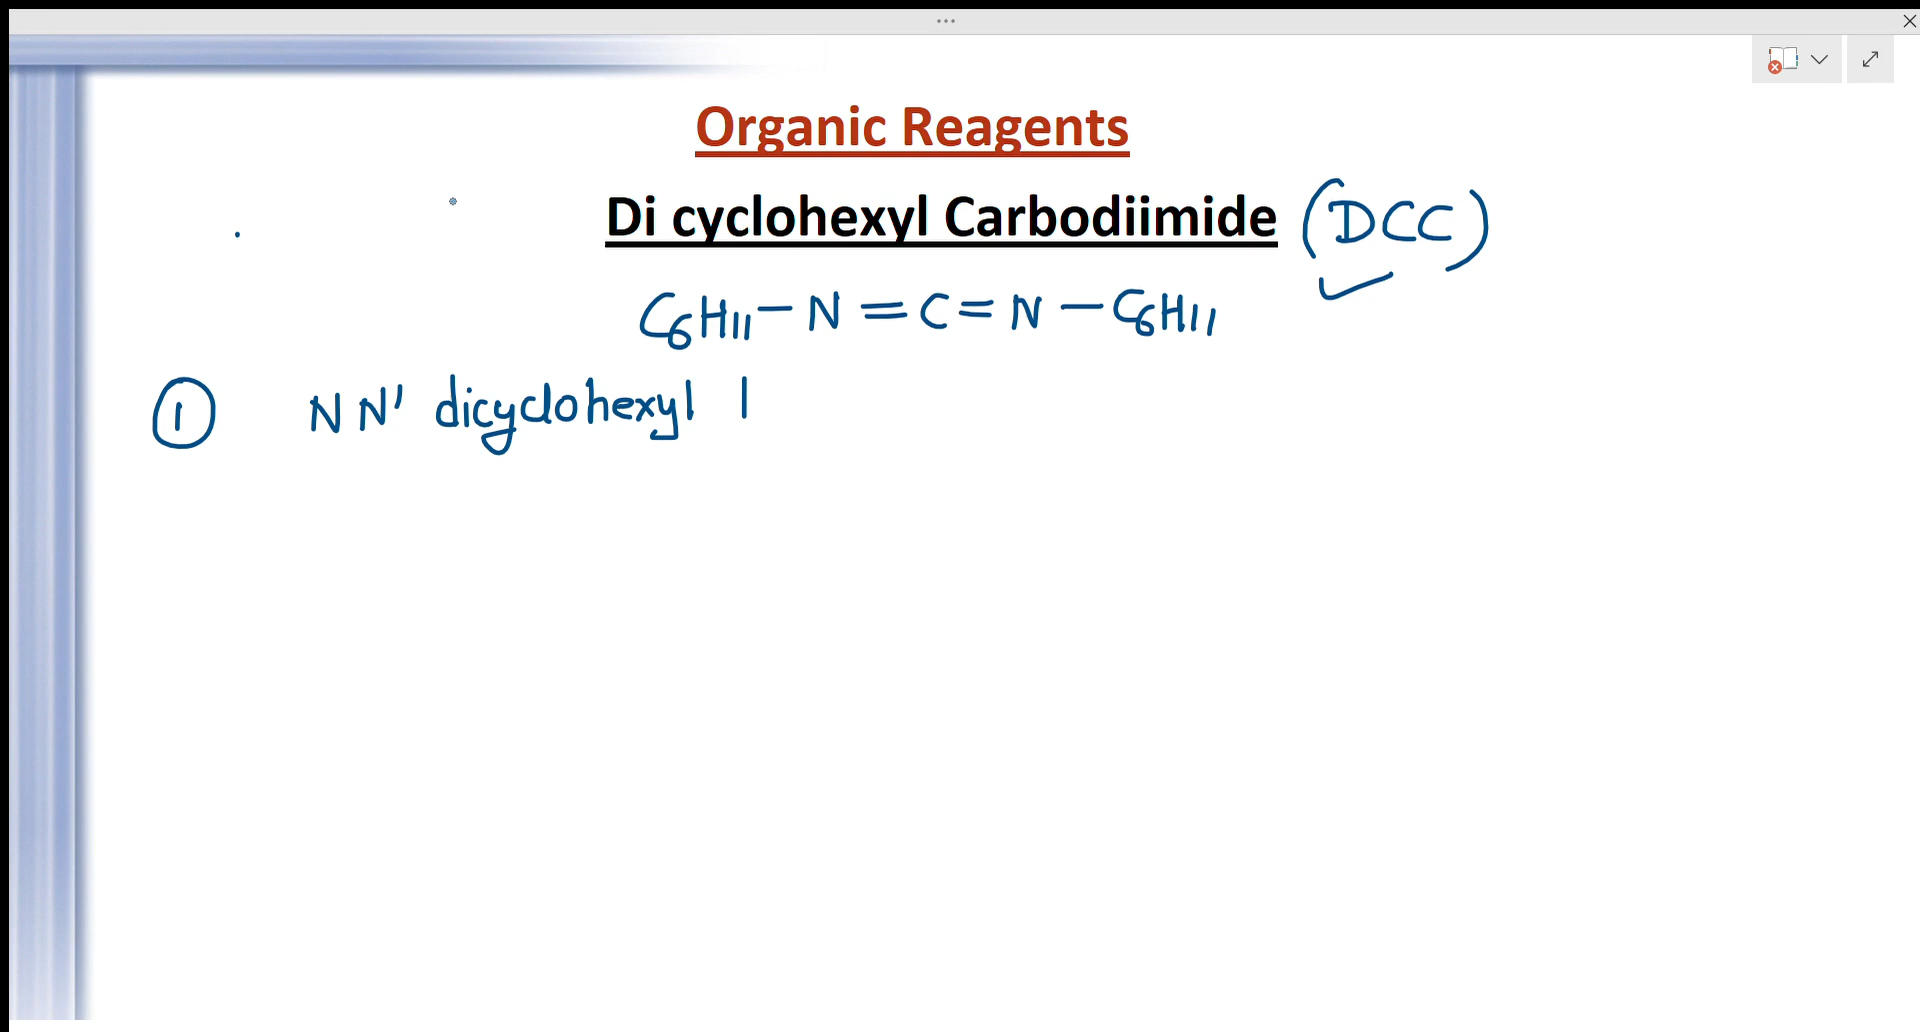 Organic Reagents
Di cyclohexyl Carbodiimide (DCC)
C6H11 - N = C = N - C6H11
① N N' dicyclohexyl